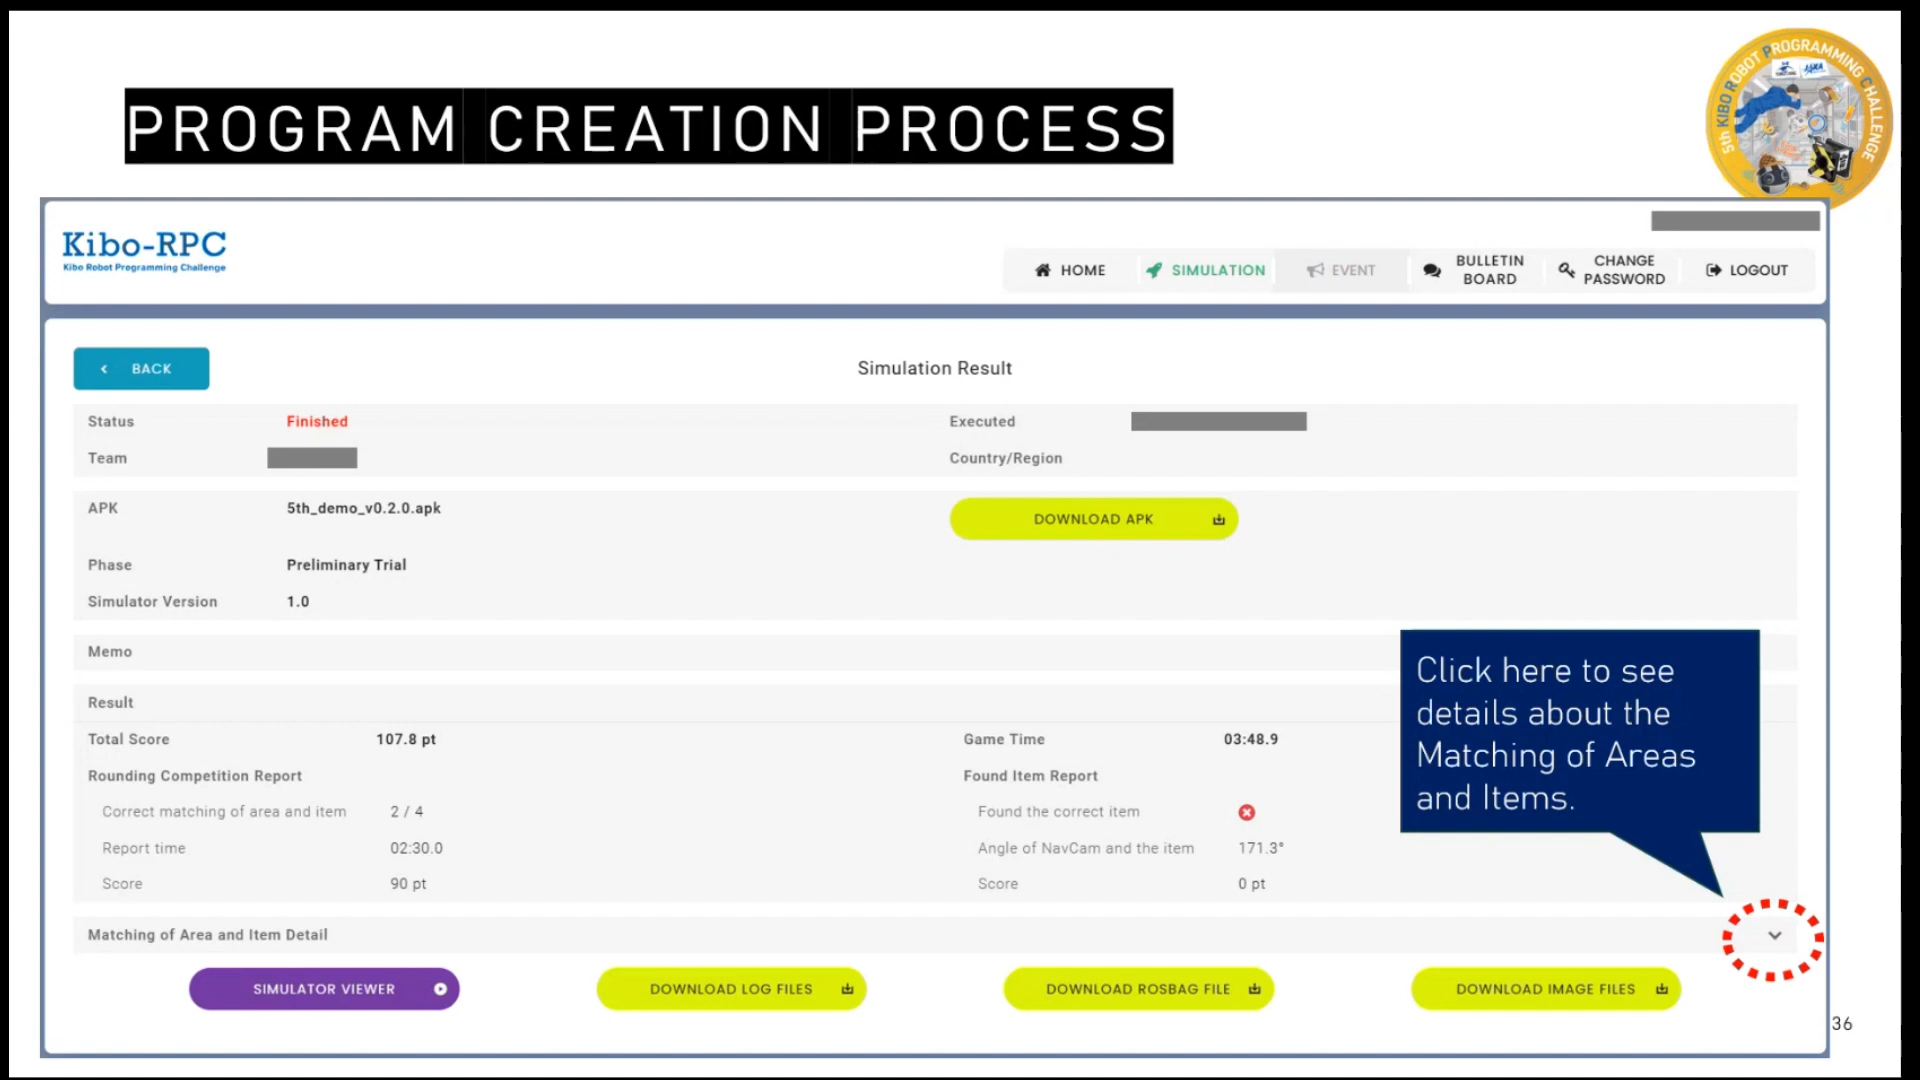 5th KIBO ROBOT PROGRAMMING CHALLENGE
PROGRAM CREATION PROCESS
Kibo-RPC
Kibo Robot Programming Challenge
HOME
SIMULATION
EVENT
BULLETIN
BOARD
CHANGE
PASSWORD
LOGOUT
BACK
Simulation Result
Status Finished Executed
Team Country/Region
APK 5th_demo_v0.2.0.apk DOWNLOAD APK
Phase Preliminary Trial
Simulator Version 1.0
Memo
Result
Total Score 107.8 pt Game Time 03:48.9
Rounding Competition Report Found Item Report
Correct matching of area and item 2 / 4 Found the correct item
Report time 02:30.0 Angle of NavCam and the item 171.3°
Score 90 pt Score 0 pt
Click here to see
details about the
Matching of Areas
and Items.
Matching of Area and Item Detail
SIMULATOR VIEWER DOWNLOAD LOG FILES DOWNLOAD ROSBAG FILE DOWNLOAD IMAGE FILES
36